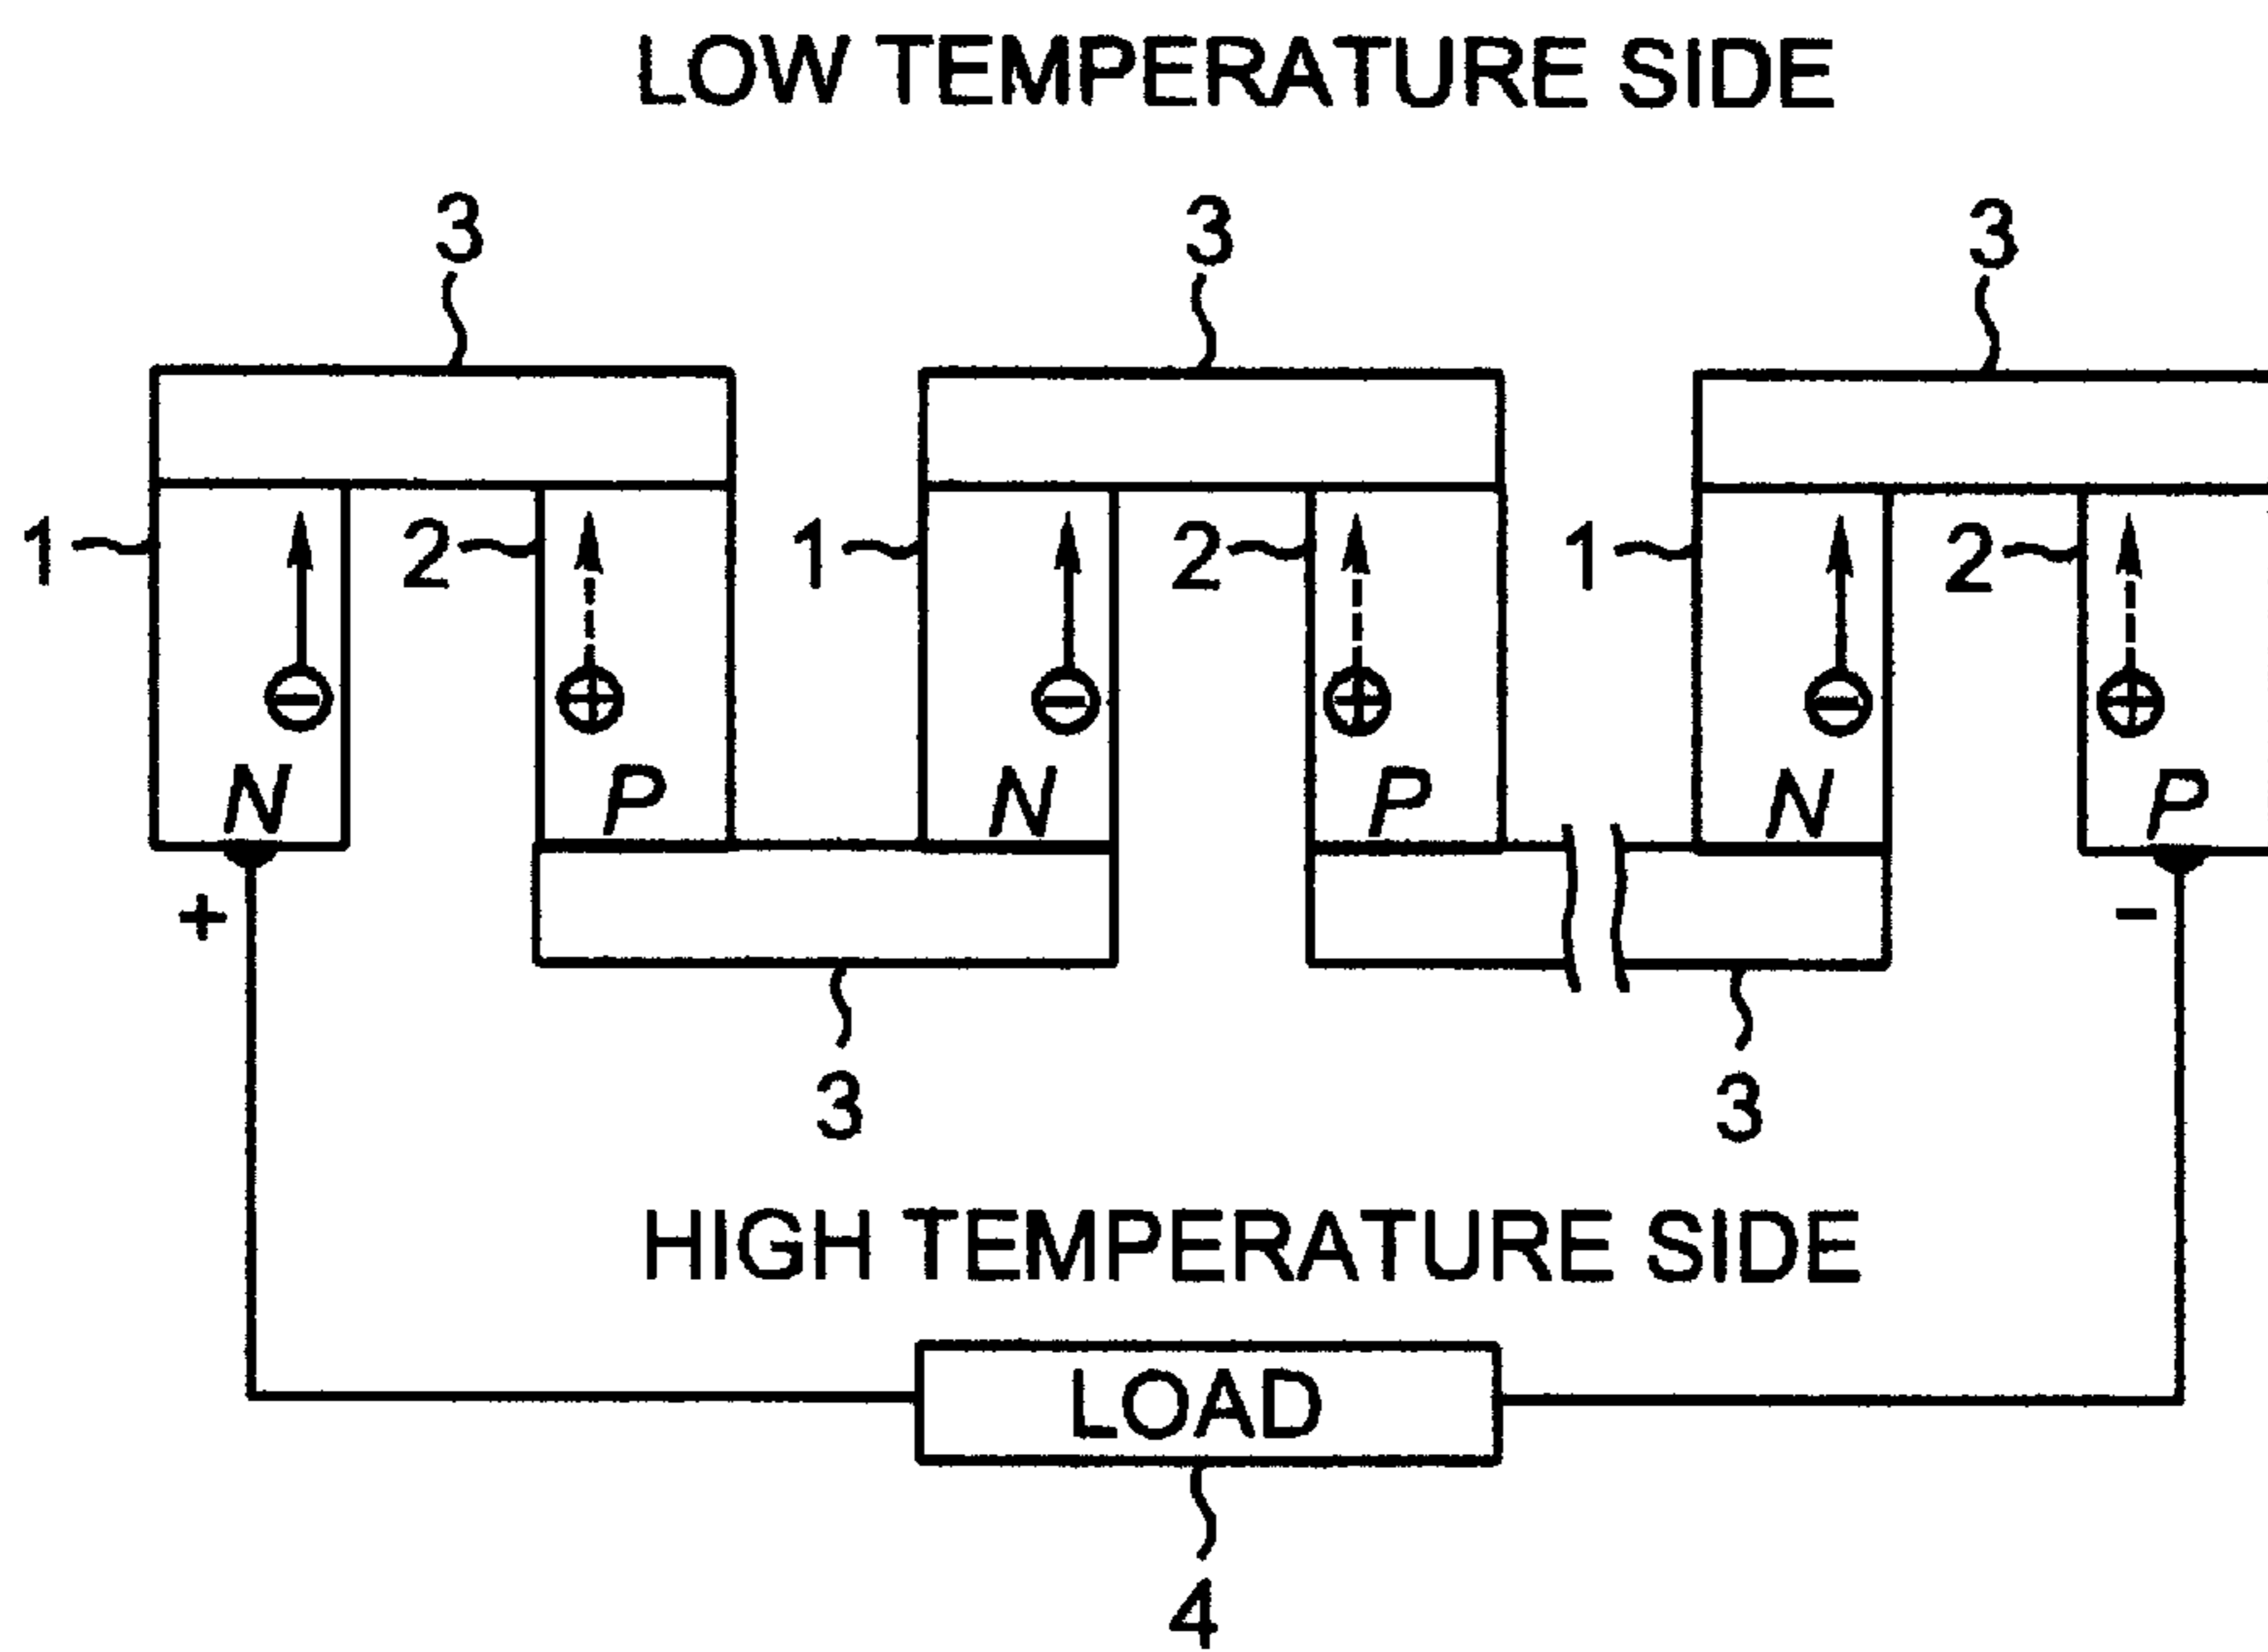 LOW TEMPERATURE SIDE
3 3 3
1 2 1 2 1 2
N P N P N P
+ −
3 3
HIGH TEMPERATURE SIDE
LOAD
4